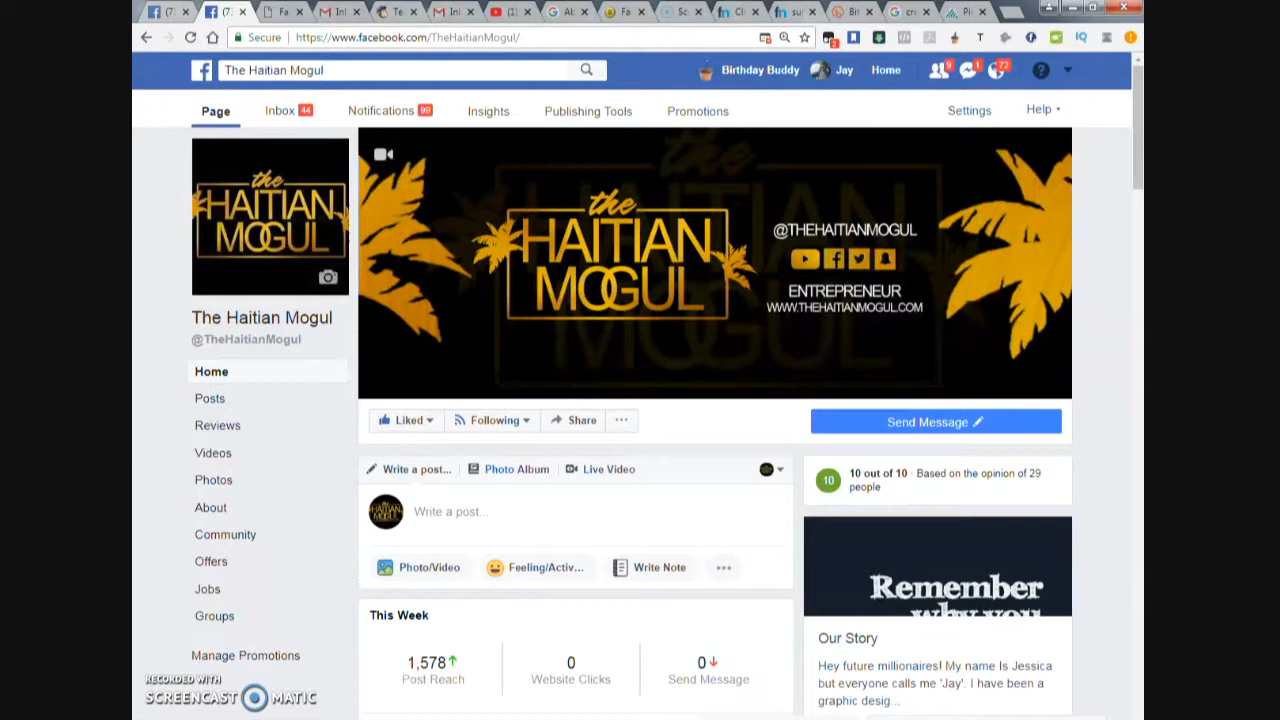 Secure https://www.facebook.com/TheHaitianMogul/
The Haitian Mogul
Birthday Buddy Jay Home 9 1 72
Page Inbox 44 Notifications 99 Insights Publishing Tools Promotions Settings Help
the
HAITIAN
MOGUL
the
HAITIAN
MOGUL
@THEHAITIANMOGUL
ENTREPRENEUR
WWW.THEHAITIANMOGUL.COM
The Haitian Mogul
@TheHaitianMogul
Home
Posts
Reviews
Videos
Photos
About
Community
Offers
Jobs
Groups
Manage Promotions
Liked Following Share ...
Send Message
Write a post... Photo Album Live Video
Write a post...
Photo/Video Feeling/Activ... Write Note ...
This Week
1,578 0 0
Post Reach Website Clicks Send Message
10 10 out of 10 · Based on the opinion of 29
people
Remember
why you
Our Story
Hey future millionaires! My name Is Jessica
but everyone calls me 'Jay'. I have been a
graphic desig...
RECORDED WITH
SCREENCAST MATIC